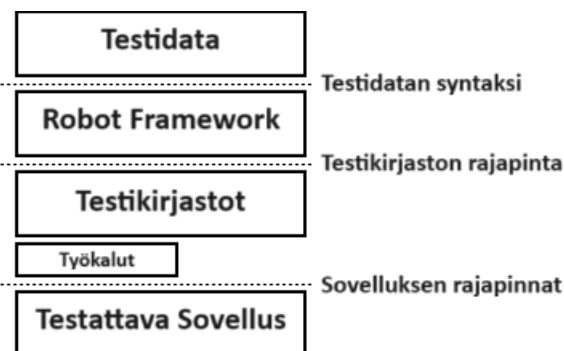 Testidata
Testidatan syntaksi
Robot Framework
Testikirjaston rajapinta
Testikirjastot
Työkalut
Sovelluksen rajapinnat
Testattava Sovellus